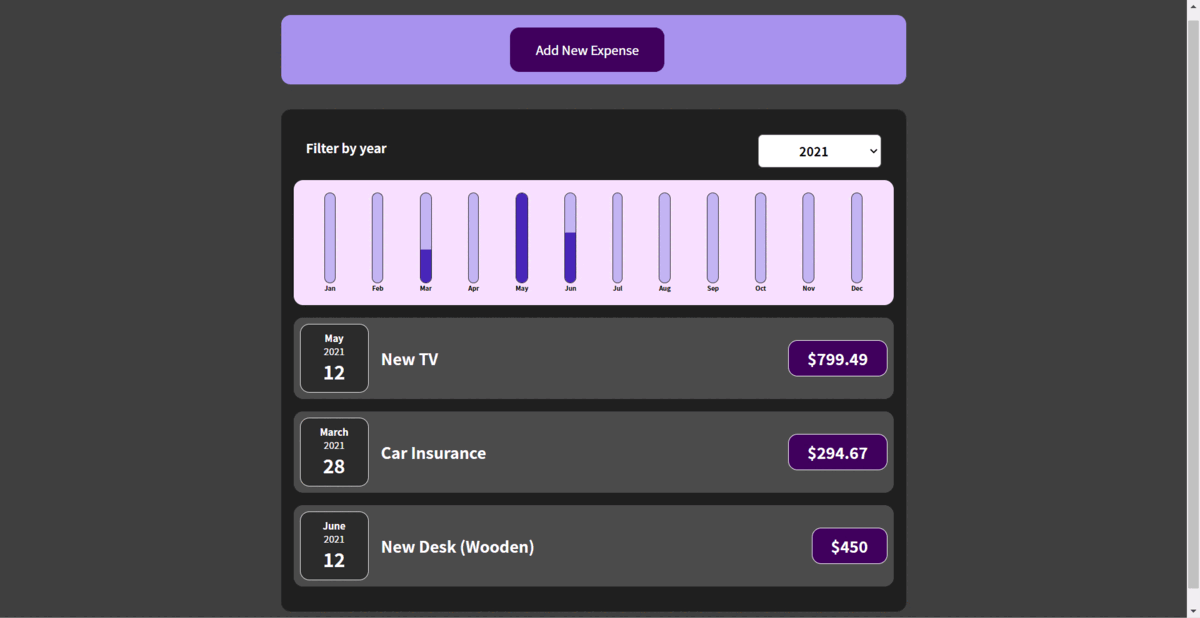 Add New Expense
Filter by year
2021
Jan Feb Mar Apr May Jun Jul Aug Sep Oct Nov Dec
May
2021
12
New TV
$799.49
March
2021
28
Car Insurance
$294.67
June
2021
12
New Desk (Wooden)
$450